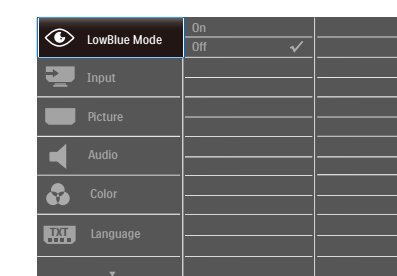 LowBlue Mode
On
Off
Input
Picture
Audio
Color
TXT
Language